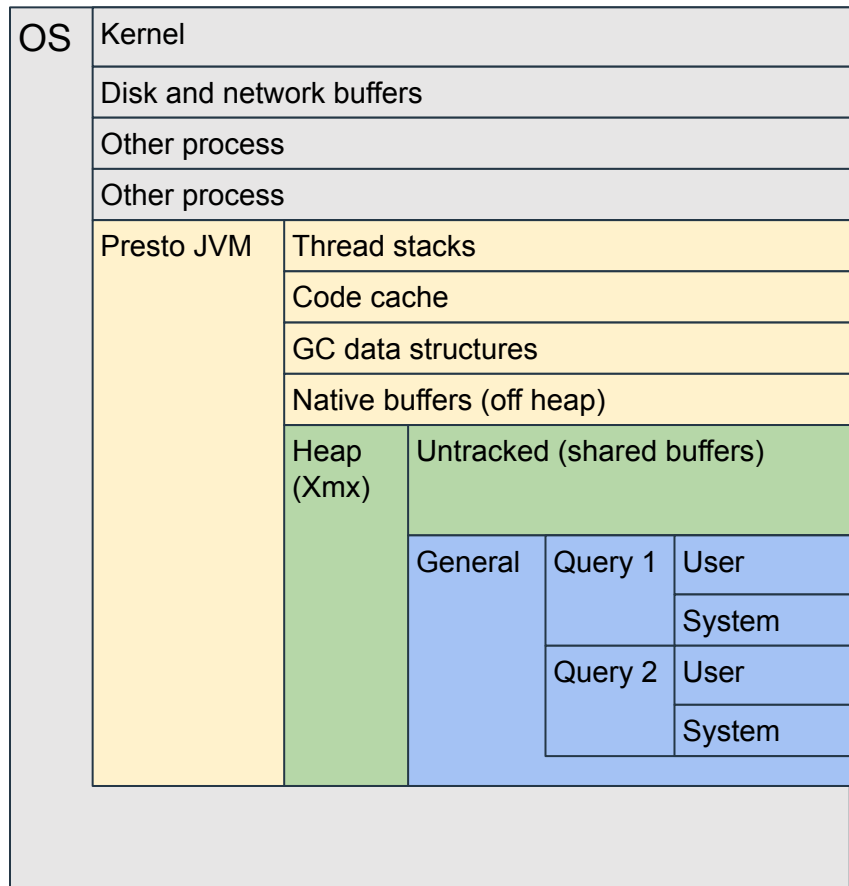 OS
Kernel
Disk and network buffers
Other process
Other process
Presto JVM
Thread stacks
Code cache
GC data structures
Native buffers (off heap)
Heap
(Xmx)
Untracked (shared buffers)
General
Query 1
User
System
Query 2
User
System